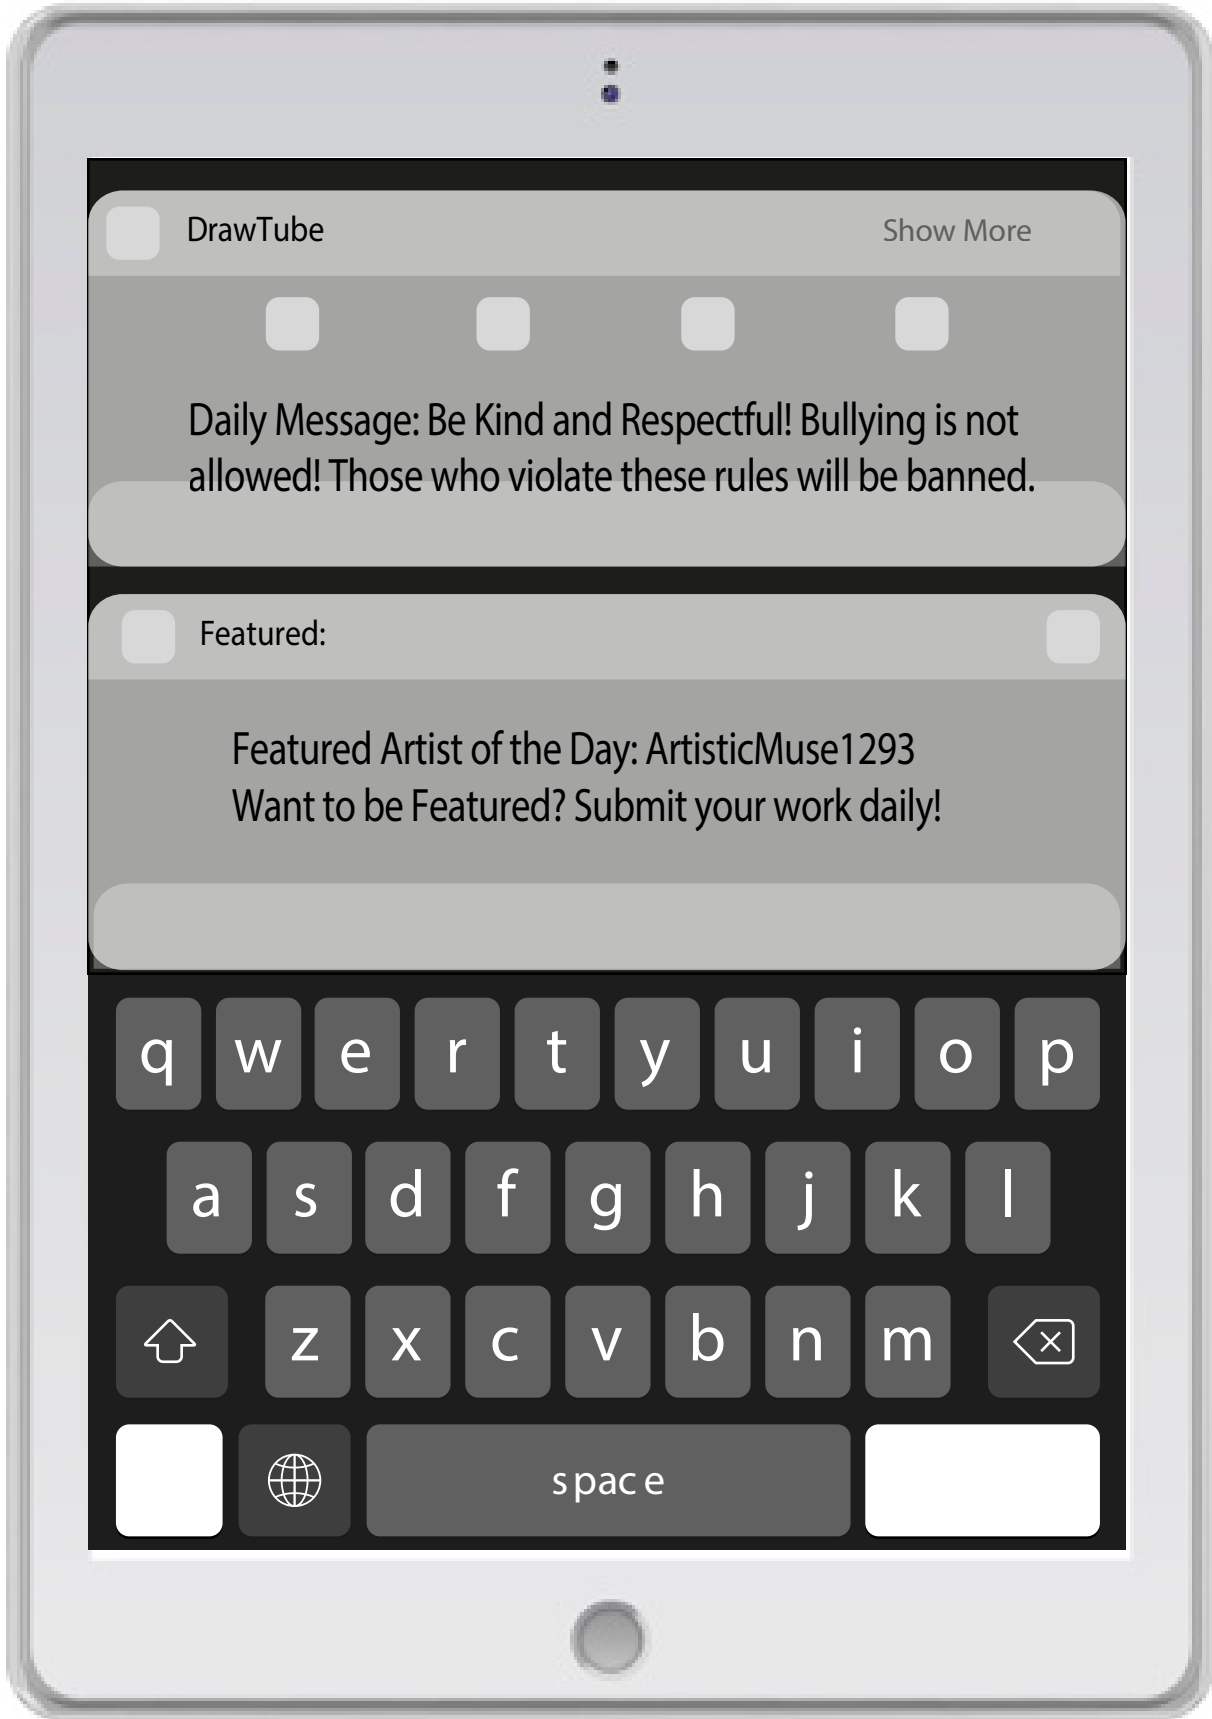 DrawTube Show More
Daily Message: Be Kind and Respectful! Bullying is not
allowed! Those who violate these rules will be banned.
Featured:
Featured Artist of the Day: ArtisticMuse1293
Want to be Featured? Submit your work daily!
q w e r t y u i o p
a s d f g h j k l
z x c v b n m
space